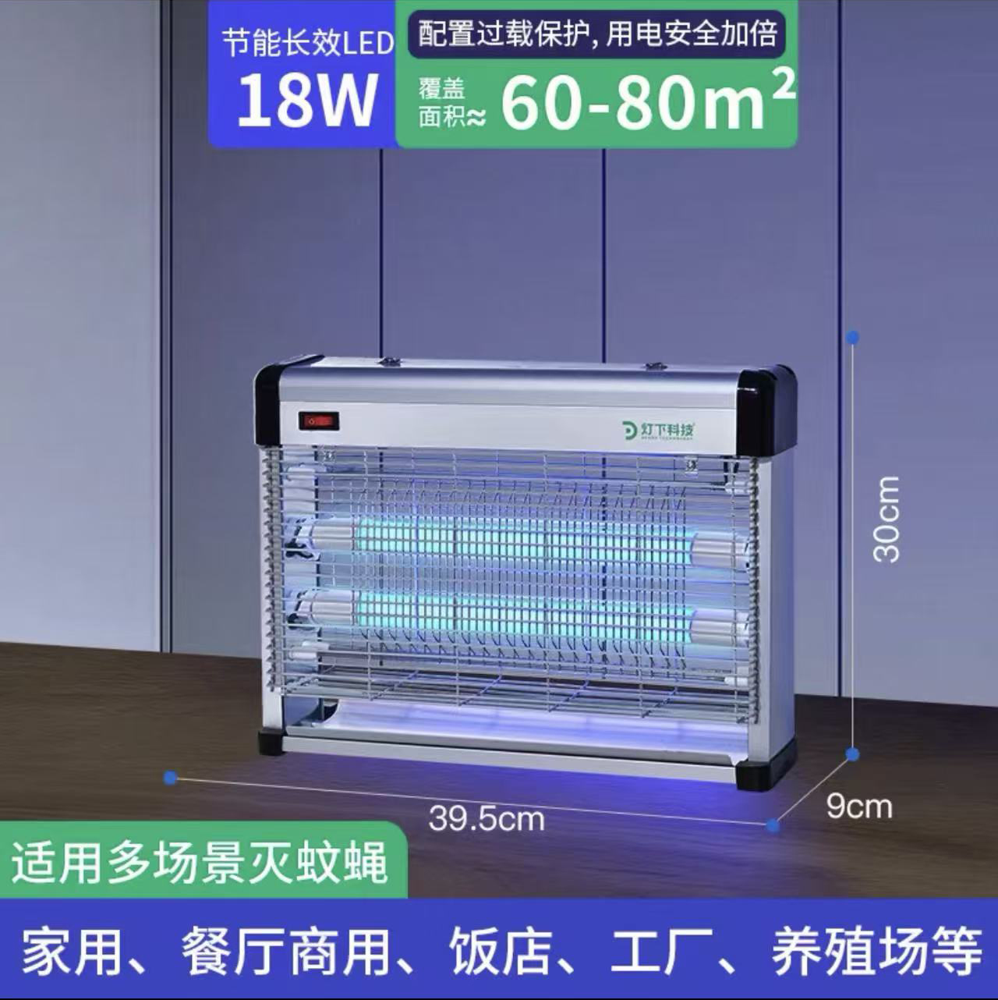 节能长效LED
18W
配置过载保护,用电安全加倍
覆盖
面积≈ 60-80m²
灯下科技
30cm
39.5cm
9cm
适用多场景灭蚊蝇
家用、餐厅商用、饭店、工厂、养殖场等